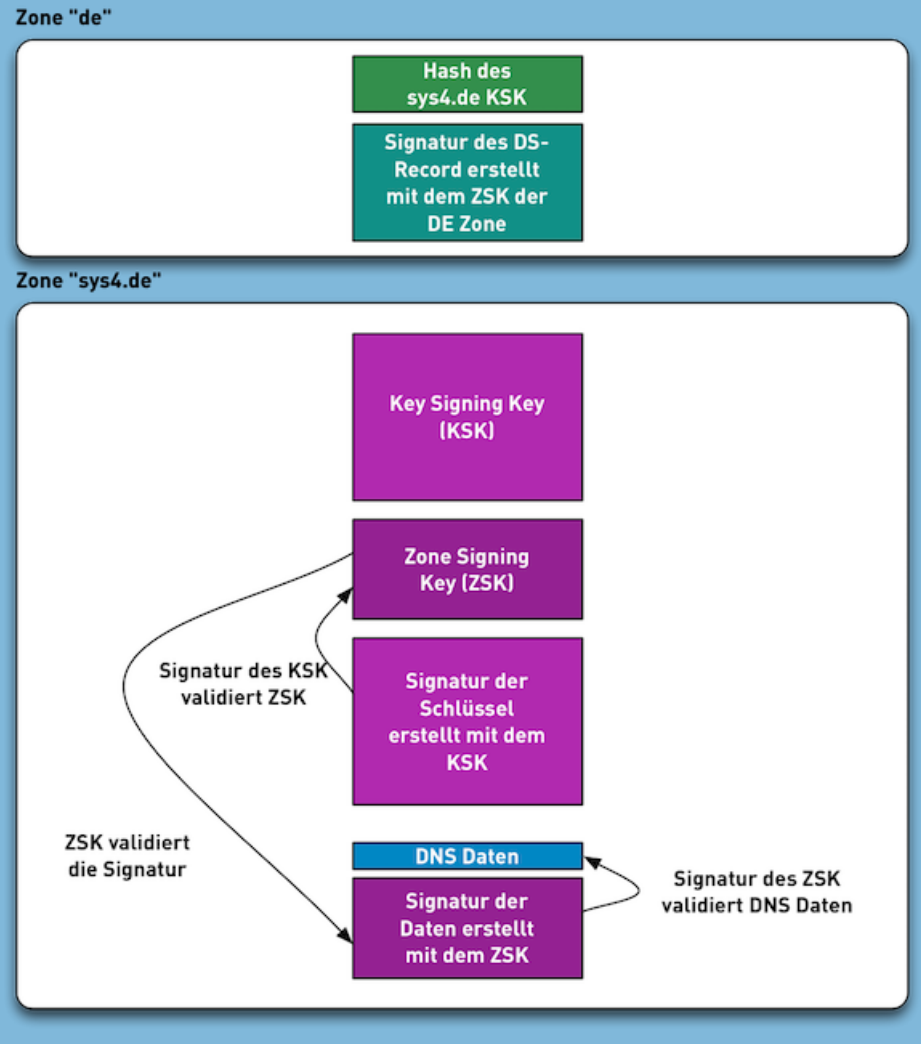 Zone "de"
Hash des
sys4.de KSK
Signatur des DS-
Record erstellt
mit dem ZSK der
DE Zone
Zone "sys4.de"
Key Signing Key
(KSK)
Zone Signing
Key (ZSK)
Signatur des KSK
validiert ZSK
Signatur der
Schlüssel
erstellt mit dem
KSK
ZSK validiert
die Signatur
DNS Daten
Signatur der
Daten erstellt
mit dem ZSK
Signatur des ZSK
validiert DNS Daten